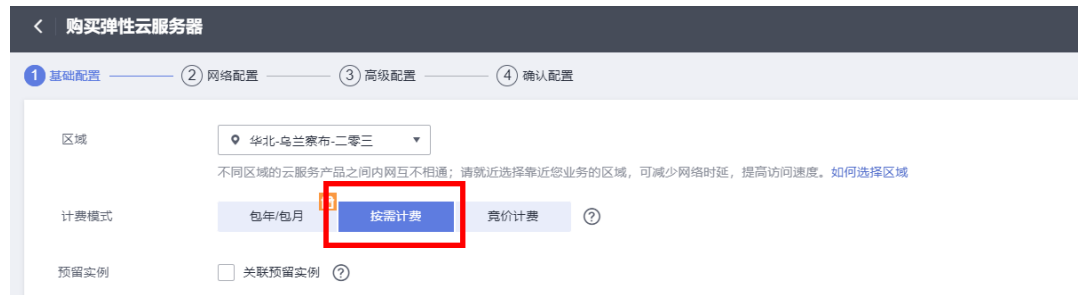 购买弹性云服务器
1 基础配置 2 网络配置 3 高级配置 4 确认配置
区域 华北-乌兰察布-二零三
不同区域的云服务产品之间内网互不相通；请就近选择靠近您业务的区域，可减少网络时延，提高访问速度。如何选择区域
计费模式 包年/包月 按需计费 竞价计费 ?
预留实例 关联预留实例 ?